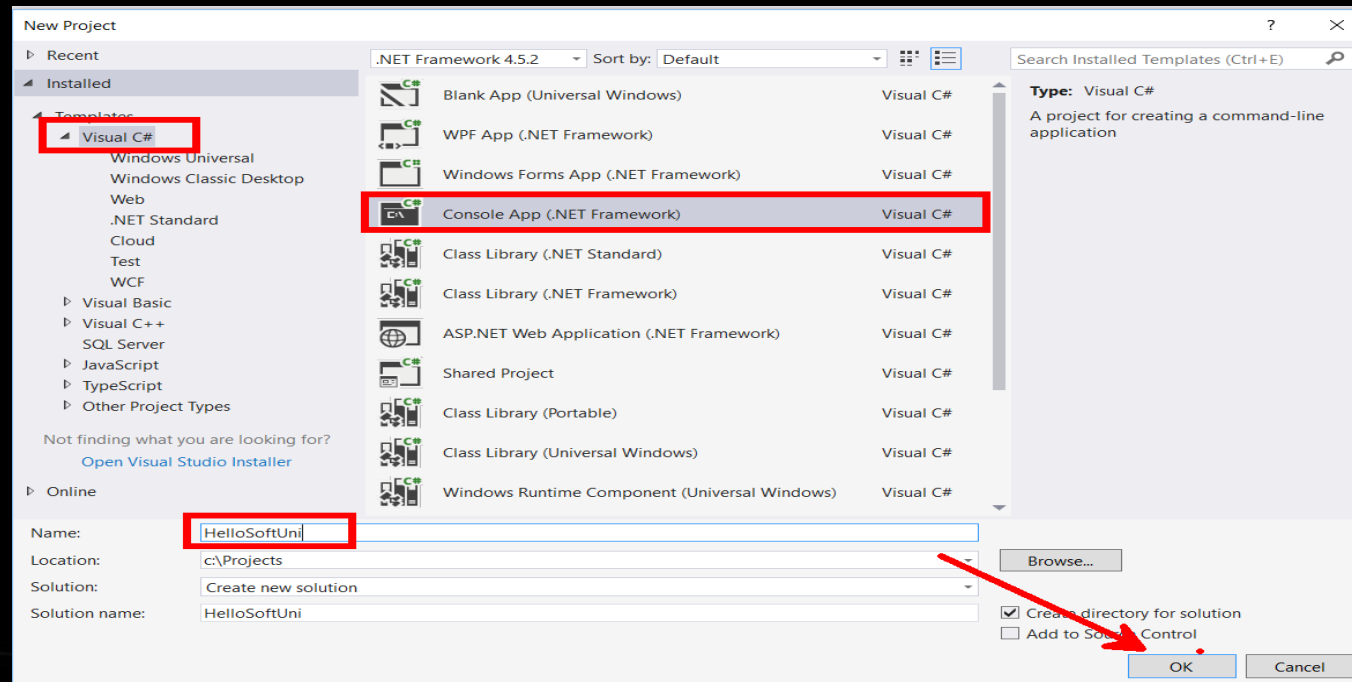 New Project
?
Recent
Installed
Templates
Visual C#
Windows Universal
Windows Classic Desktop
Web
.NET Standard
Cloud
Test
WCF
Visual Basic
Visual C++
SQL Server
JavaScript
TypeScript
Other Project Types
Not finding what you are looking for?
Open Visual Studio Installer
Online
.NET Framework 4.5.2 Sort by: Default
Blank App (Universal Windows) Visual C#
WPF App (.NET Framework) Visual C#
Windows Forms App (.NET Framework) Visual C#
Console App (.NET Framework) Visual C#
Class Library (.NET Standard) Visual C#
Class Library (.NET Framework) Visual C#
ASP.NET Web Application (.NET Framework) Visual C#
Shared Project Visual C#
Class Library (Portable) Visual C#
Class Library (Universal Windows) Visual C#
Windows Runtime Component (Universal Windows) Visual C#
Search Installed Templates (Ctrl+E)
Type: Visual C#
A project for creating a command-line
application
Name: HelloSoftUni
Location: c:\Projects
Browse...
Solution: Create new solution
Solution name: HelloSoftUni
Create directory for solution
Add to Source Control
OK Cancel